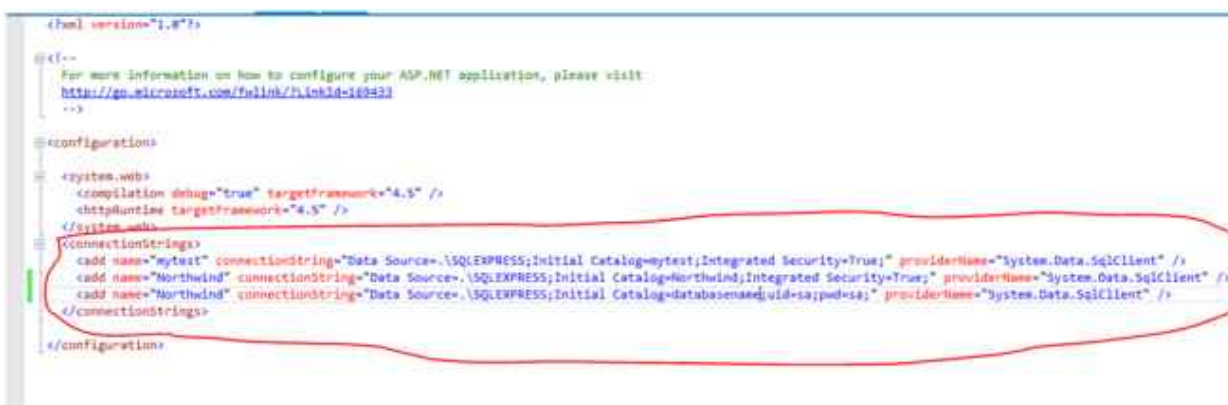 <?xml version="1.0"?>
<!--
For more information on how to configure your ASP.NET application, please visit
http://go.microsoft.com/fwlink/?LinkId=169433
-->
<configuration>
<system.web>
<compilation debug="true" targetFramework="4.5" />
<httpRuntime targetFramework="4.5" />
</system.web>
<connectionStrings>
<add name="mytest" connectionString="Data Source=.\SQLEXPRESS;Initial Catalog=mytest;Integrated Security=True;" providerName="System.Data.SqlClient" />
<add name="Northwind" connectionString="Data Source=.\SQLEXPRESS;Initial Catalog=Northwind;Integrated Security=True;" providerName="System.Data.SqlClient" />
<add name="Northwind" connectionString="Data Source=.\SQLEXPRESS;Initial Catalog=databasename;uid=sa;pwd=sa;" providerName="System.Data.SqlClient" />
</connectionStrings>
</configuration>